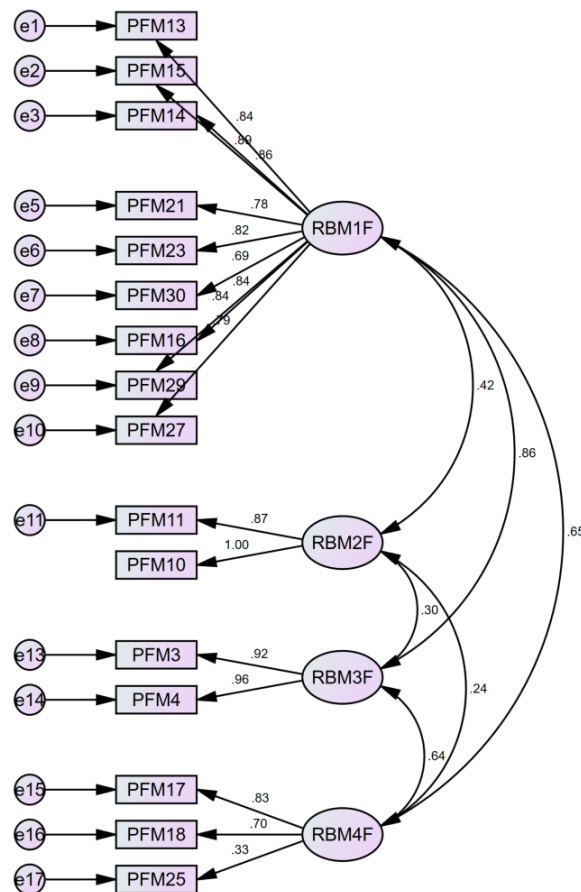 e1 PFM13
e2 PFM15
e3 PFM14
.84
.89
.86
e5 PFM21
.78
RBM1F
e6 PFM23
.82
e7 PFM30
.69
e8 PFM16
.84
e9 PFM29
.84
e10 PFM27
.79
.42
.86
.65
e11 PFM11
.87
RBM2F
PFM10
1.00
.30
e13 PFM3
.92
RBM3F
e14 PFM4
.96
.24
.64
e15 PFM17
.83
e16 PFM18
.70
RBM4F
e17 PFM25
.33